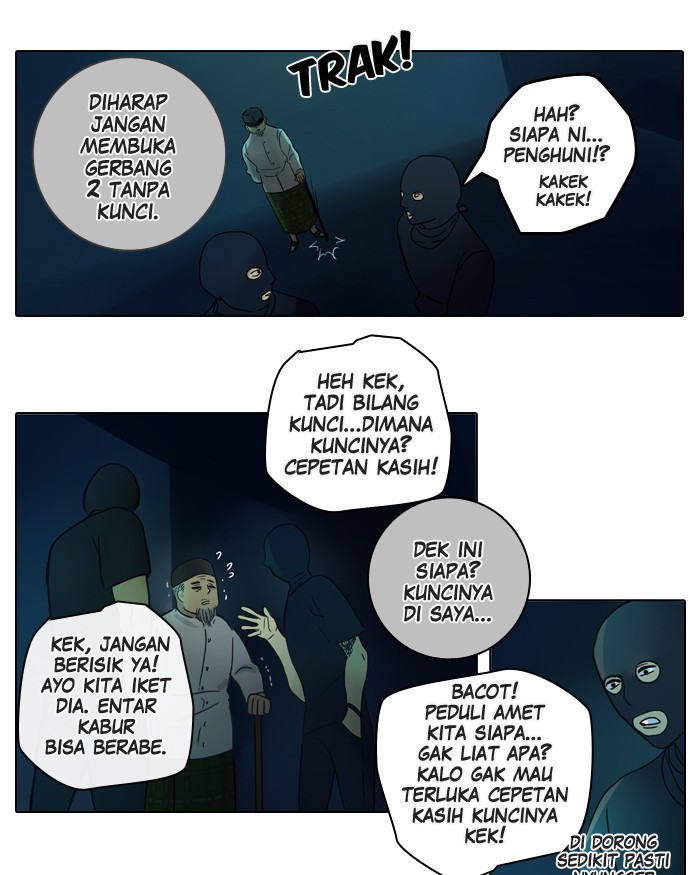 TRAK!
DIHARAP
JANGAN
MEMBUKA
GERBANG
2 TANPA
KUNCI.
HAH?
SIAPA NI...
PENGHUNI!?
KAKEK
KAKEK!
HEH KEK,
TADI BILANG
KUNCI...DIMANA
KUNCINYA?
CEPETAN KASIH!
DEK INI
SIAPA?
KUNCINYA
DI SAYA...
KEK, JANGAN
BERISIK YA!
AYO KITA IKET
DIA. ENTAR
KABUR
BISA BERABE.
BACOT!
PEDULI AMET
KITA SIAPA...
GAK LIAT APA?
KALO GAK MAU
TERLUKA CEPETAN
KASIH KUNCINYA
KEK!
DI DORONG
SEDIKIT PASTI